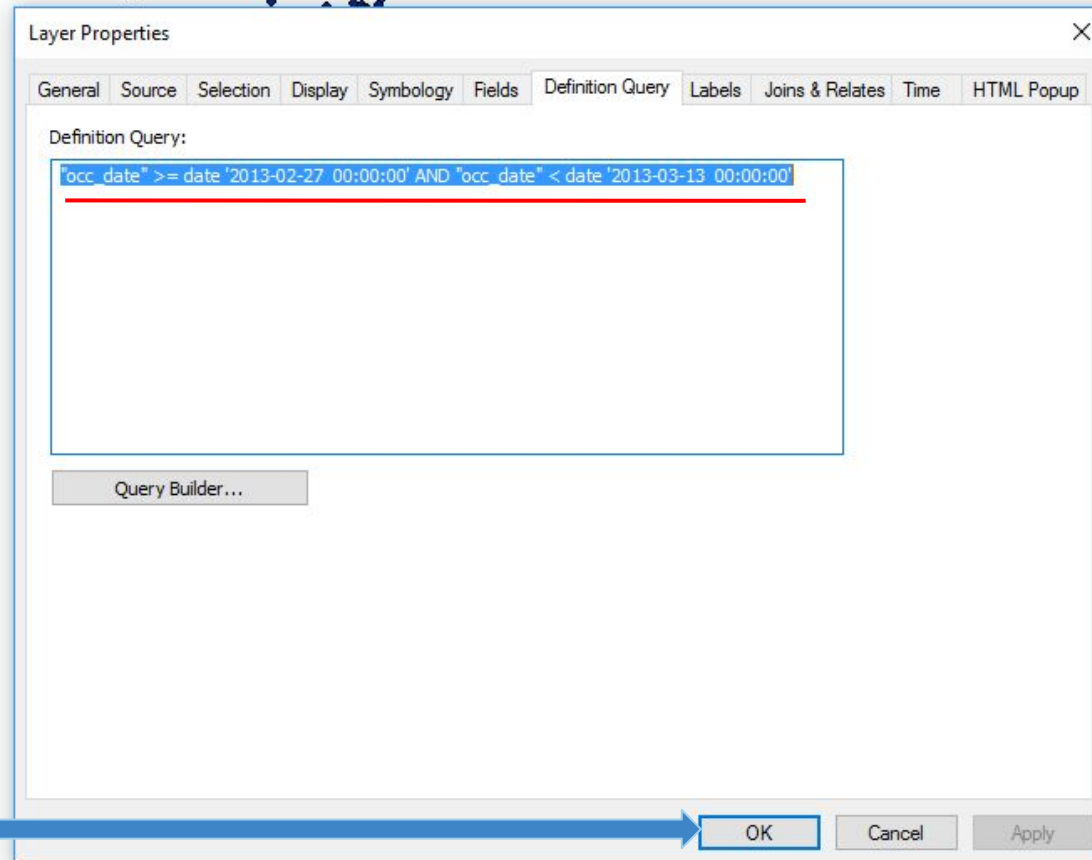 Layer Properties
General Source Selection Display Symbology Fields Definition Query Labels Joins & Relates Time HTML Popup
Definition Query:
"occ_date" >= date '2013-02-27 00:00:00' AND "occ_date" < date '2013-03-13 00:00:00'
Query Builder...
OK Cancel Apply